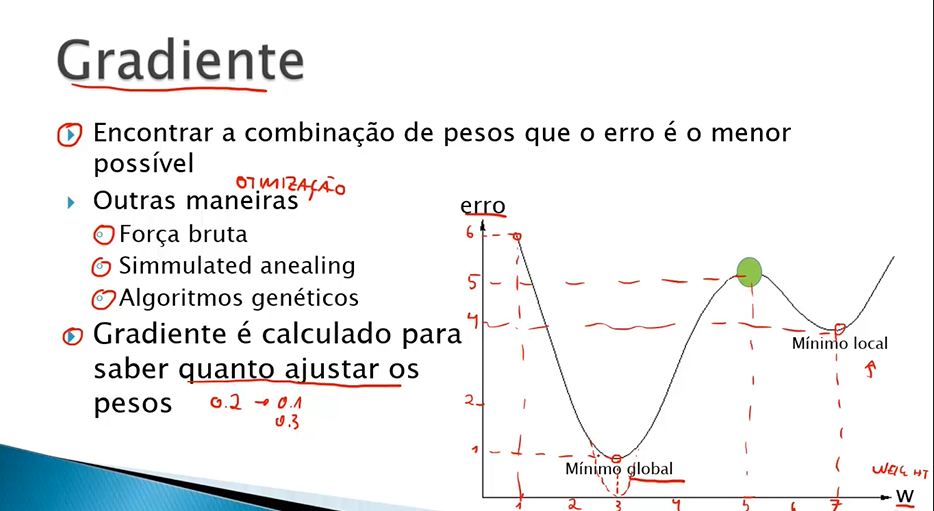 Gradiente
Encontrar a combinação de pesos que o erro é o menor
possível
OTIMIZAÇÃO
Outras maneiras
Força bruta
Simmulated anealing
Algoritmos genéticos
Gradiente é calculado para
saber quanto ajustar os
pesos
0.2 → 0.1
0.3
erro
6
5
4
2
1
Mínimo local
Mínimo global
WEIGHT
1 2 3 4 5 6 7 w